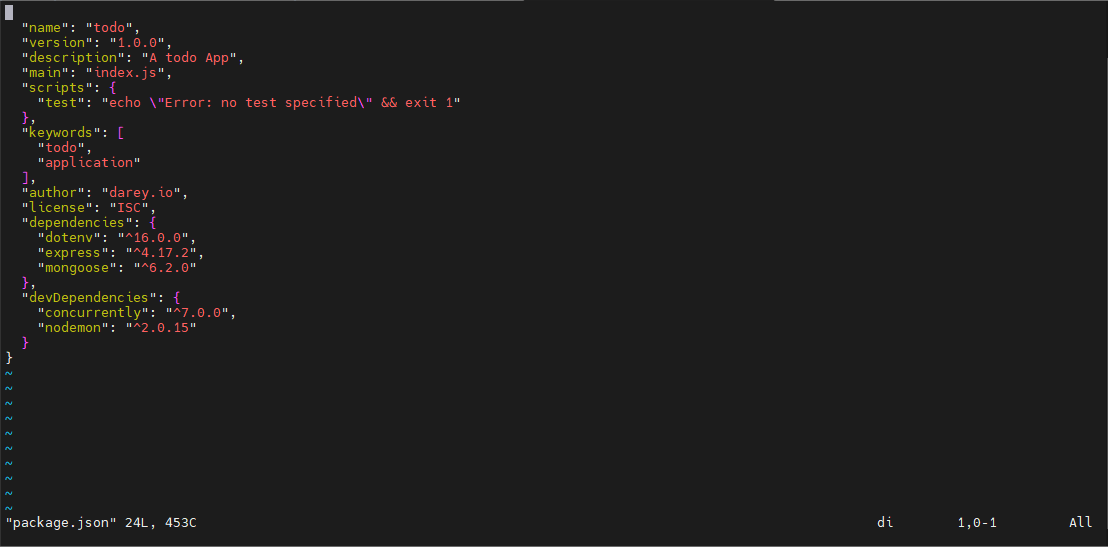 "name": "todo",
  "version": "1.0.0",
  "description": "A todo App",
  "main": "index.js",
  "scripts": {
    "test": "echo \"Error: no test specified\" && exit 1"
  },
  "keywords": [
    "todo",
    "application"
  ],
  "author": "darey.io",
  "license": "ISC",
  "dependencies": {
    "dotenv": "^16.0.0",
    "express": "^4.17.2",
    "mongoose": "^6.2.0"
  },
  "devDependencies": {
    "concurrently": "^7.0.0",
    "nodemon": "^2.0.15"
  }
}
~
~
~
~
~
~
~
~
~
~
"package.json" 24L, 453C di 1,0-1 All